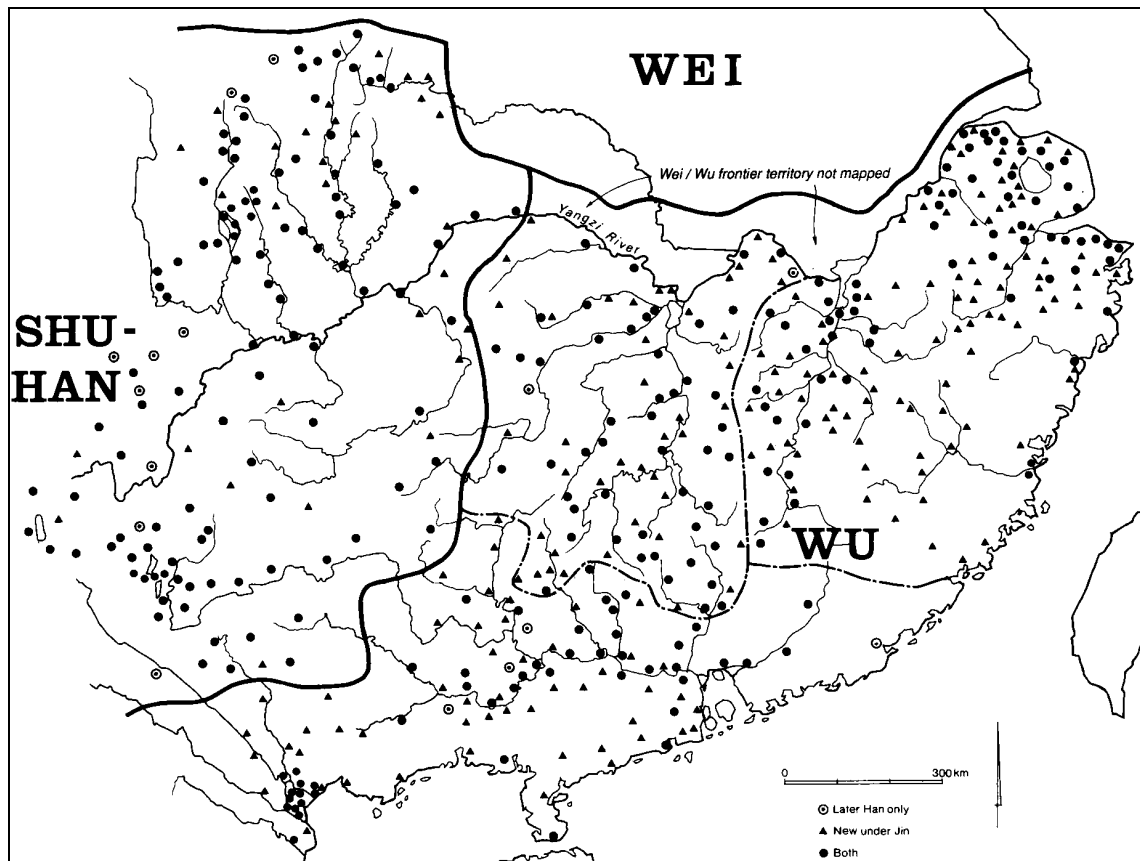 WEI
Wei / Wu frontier territory not mapped
Yangzi River
SHU-
HAN
WU
0 300 km
Later Han only
New under Jin
Both